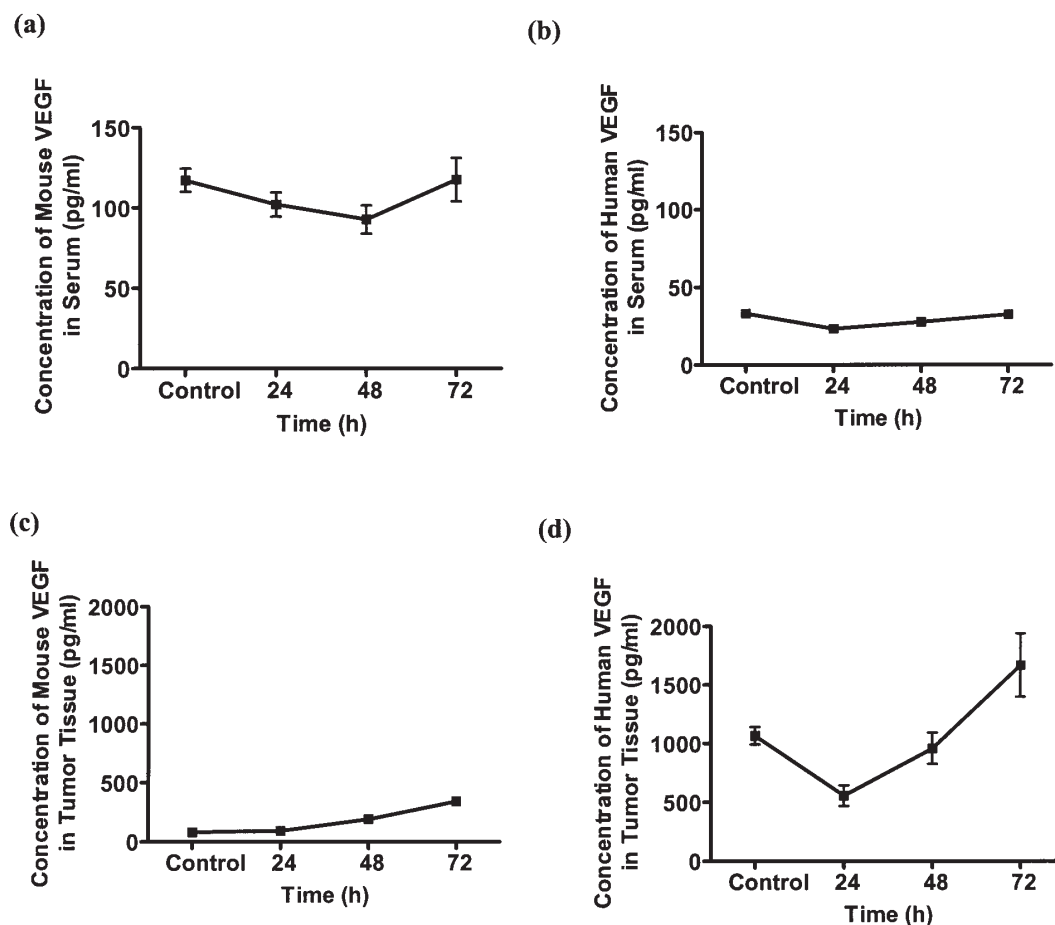 (a)
Concentration of Mouse VEGF
in Serum (pg/ml)
150
100
50
0
Control 24 48 72
Time (h)
(b)
Concentration of Human VEGF
in Serum (pg/ml)
150
100
50
0
Control 24 48 72
Time (h)
(c)
Concentration of Mouse VEGF
in Tumor Tissue (pg/ml)
2000
1500
1000
500
0
Control 24 48 72
Time (h)
(d)
Concentration of Human VEGF
in Tumor Tissue (pg/ml)
2000
1500
1000
500
0
Control 24 48 72
Time (h)